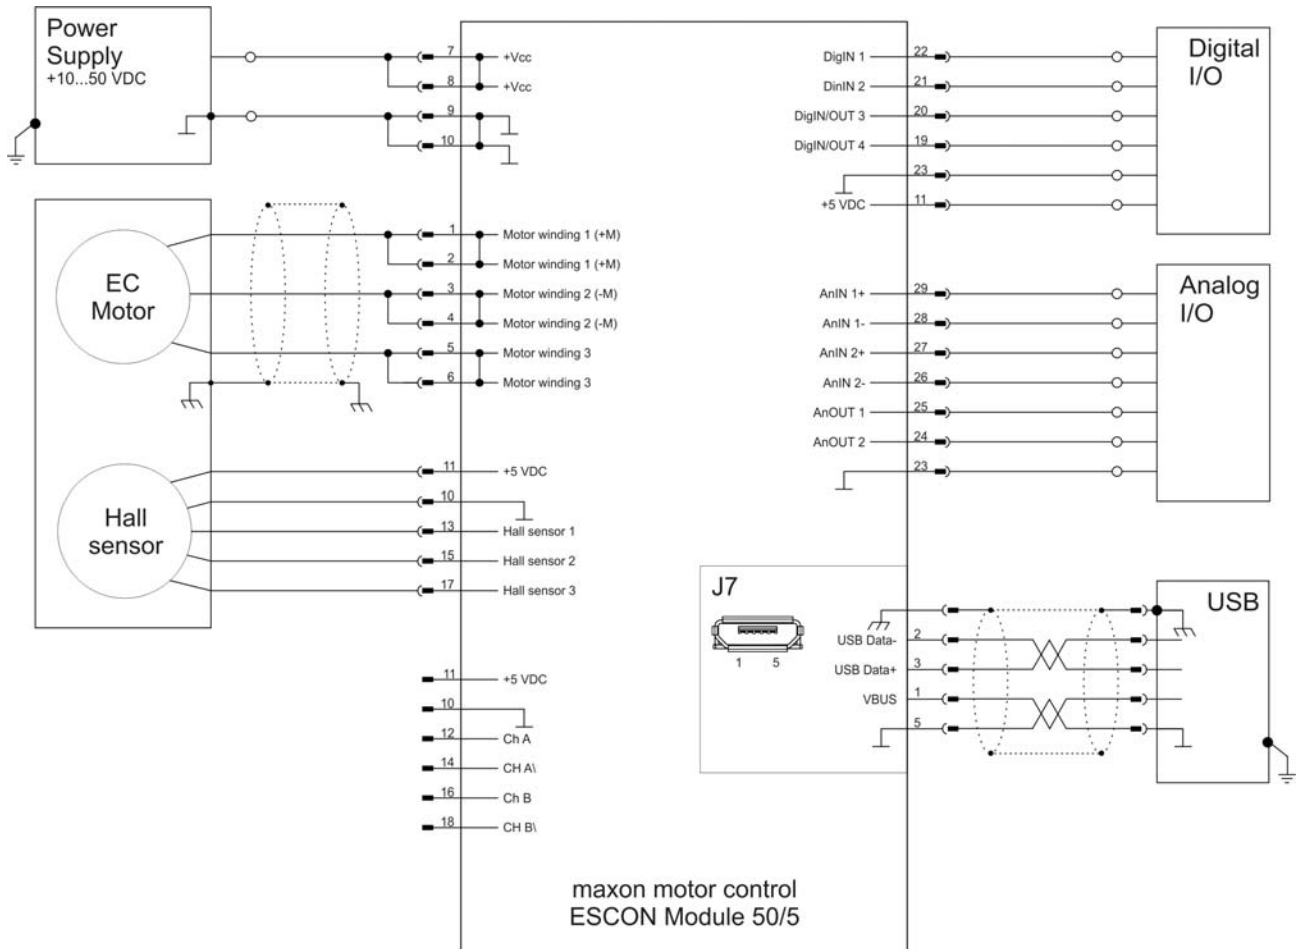 Power
Supply
+10...50 VDC
7
+Vcc
8
+Vcc
9
10
EC
Motor
1
Motor winding 1 (+M)
2
Motor winding 1 (+M)
3
Motor winding 2 (-M)
4
Motor winding 2 (-M)
5
Motor winding 3
6
Motor winding 3
Hall
sensor
11
+5 VDC
10
13
Hall sensor 1
15
Hall sensor 2
17
Hall sensor 3
11
+5 VDC
10
12
Ch A
14
CH A\
16
Ch B
18
CH B\
DigIN 1
22
DinIN 2
21
DigIN/OUT 3
20
DigIN/OUT 4
19
23
+5 VDC
11
Digital
I/O
AnIN 1+
29
AnIN 1-
28
AnIN 2+
27
AnIN 2-
26
AnOUT 1
25
AnOUT 2
24
23
Analog
I/O
J7
1 5
USB Data-
2
USB Data+
3
VBUS
1
5
USB
maxon motor control
ESCON Module 50/5